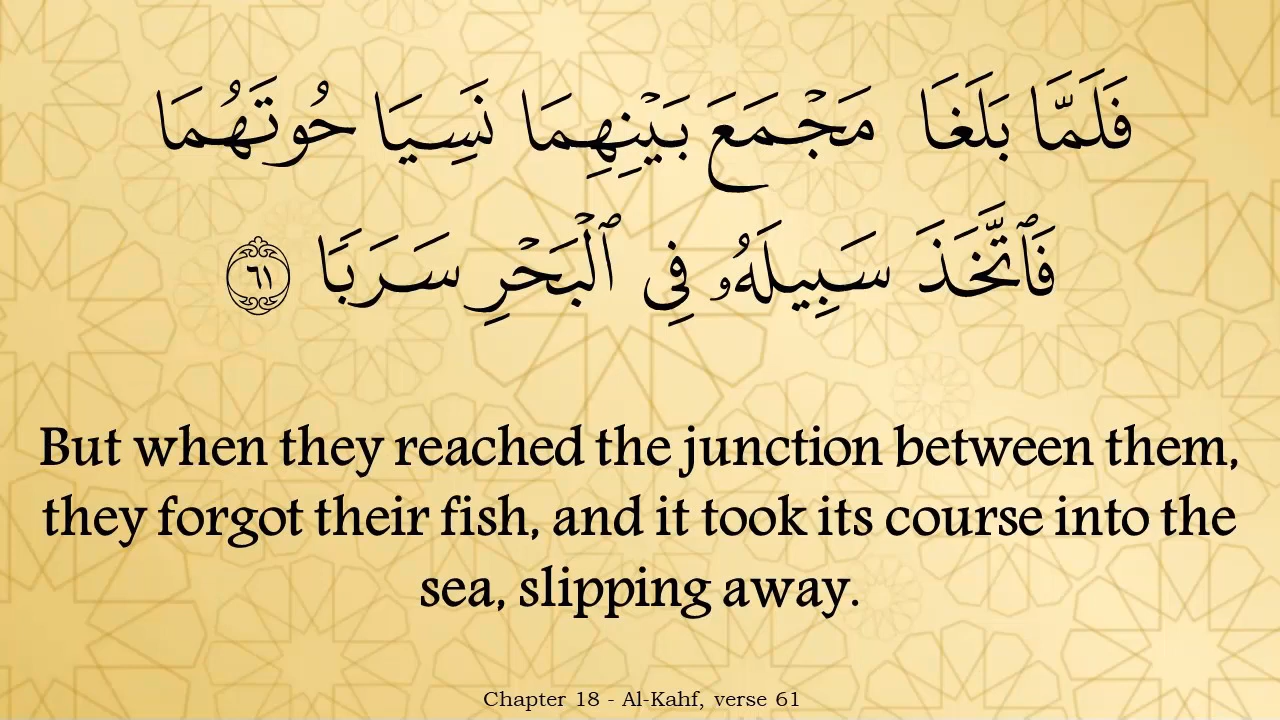 فَلَمَّا بَلَغَا مَجۡمَعَ بَيۡنِهِمَا نَسِيَا حُوتَهُمَا
فَٱتَّخَذَ سَبِيلَهُۥ فِي ٱلۡبَحۡرِ سَرَبٗا ٦١
But when they reached the junction between them,
they forgot their fish, and it took its course into the
sea, slipping away.
Chapter 18 - Al-Kahf, verse 61